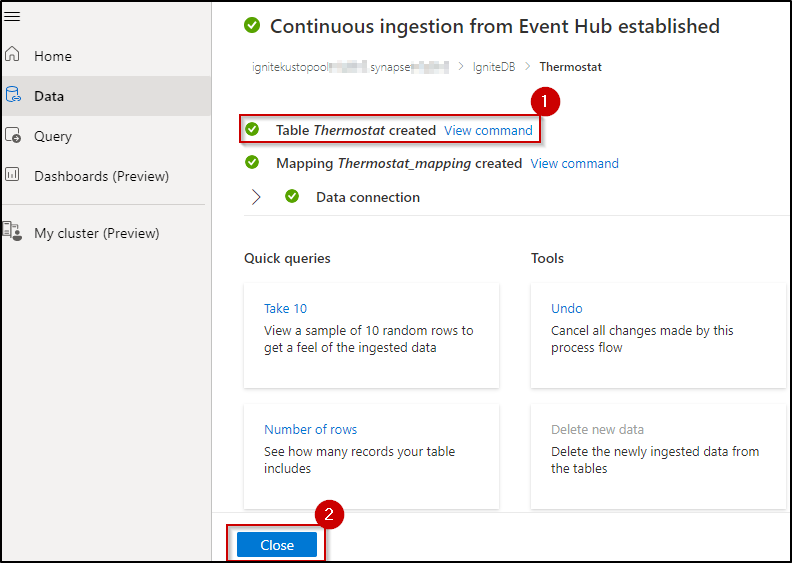 Continuous ingestion from Event Hub established
ignitekustopool synapse > IgniteDB > Thermostat
Home
Data
Query
Dashboards (Preview)
My cluster (Preview)
1
Table Thermostat created View command
Mapping Thermostat_mapping created View command
Data connection
Quick queries
Take 10
View a sample of 10 random rows to
get a feel of the ingested data
Number of rows
See how many records your table
includes
Tools
Undo
Cancel all changes made by this
process flow
Delete new data
Delete the newly ingested data from
the tables
2
Close